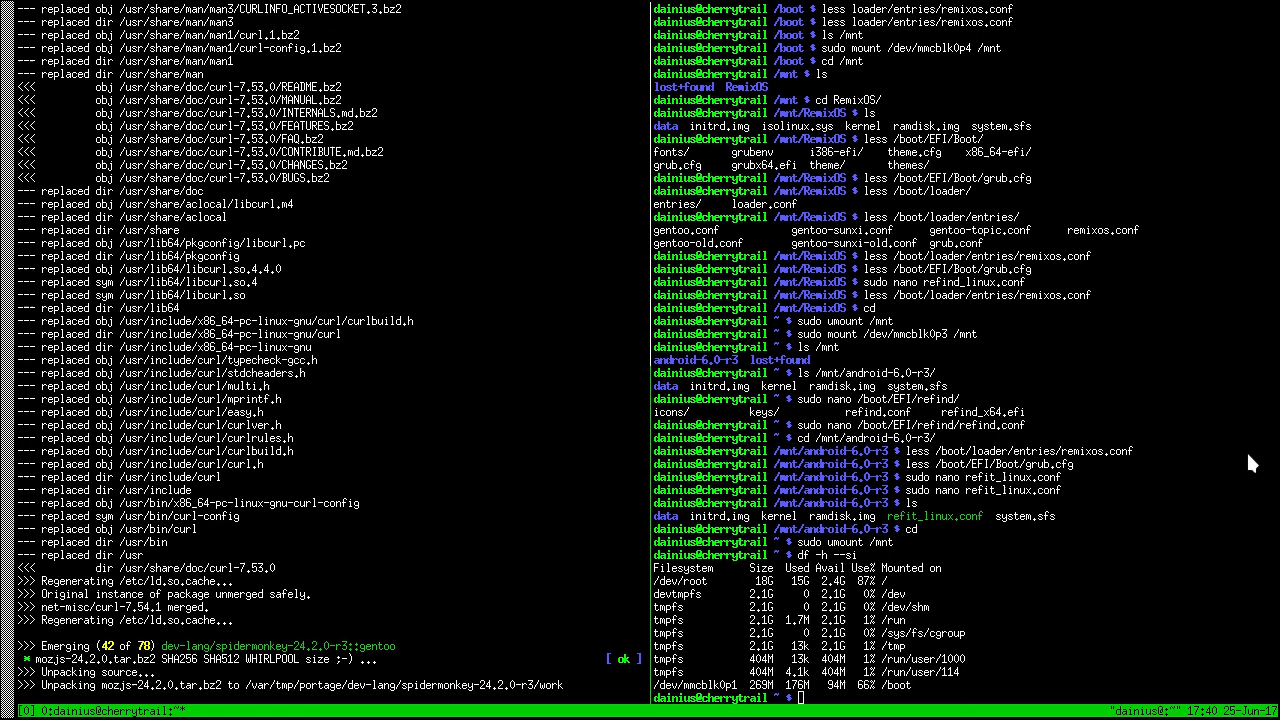 --- replaced obj /usr/share/man/man3/CURLINFO_ACTIVESOCKET.3.bz2
--- replaced dir /usr/share/man/man3
--- replaced obj /usr/share/man/man1/curl.1.bz2
--- replaced obj /usr/share/man/man1/curl-config.1.bz2
--- replaced dir /usr/share/man/man1
--- replaced dir /usr/share/man
<<<          obj /usr/share/doc/curl-7.53.0/README.bz2
<<<          obj /usr/share/doc/curl-7.53.0/MANUAL.bz2
<<<          obj /usr/share/doc/curl-7.53.0/INTERNALS.md.bz2
<<<          obj /usr/share/doc/curl-7.53.0/FEATURES.bz2
<<<          obj /usr/share/doc/curl-7.53.0/FAQ.bz2
<<<          obj /usr/share/doc/curl-7.53.0/CONTRIBUTE.md.bz2
<<<          obj /usr/share/doc/curl-7.53.0/CHANGES.bz2
<<<          obj /usr/share/doc/curl-7.53.0/BUGS.bz2
--- replaced dir /usr/share/doc
--- replaced obj /usr/share/aclocal/libcurl.m4
--- replaced dir /usr/share/aclocal
--- replaced dir /usr/share
--- replaced obj /usr/lib64/pkgconfig/libcurl.pc
--- replaced dir /usr/lib64/pkgconfig
--- replaced obj /usr/lib64/libcurl.so.4.4.0
--- replaced sym /usr/lib64/libcurl.so.4
--- replaced sym /usr/lib64/libcurl.so
--- replaced dir /usr/lib64
--- replaced obj /usr/include/x86_64-pc-linux-gnu/curl/curlbuild.h
--- replaced dir /usr/include/x86_64-pc-linux-gnu/curl
--- replaced dir /usr/include/x86_64-pc-linux-gnu
--- replaced obj /usr/include/curl/typecheck-gcc.h
--- replaced obj /usr/include/curl/stdcheaders.h
--- replaced obj /usr/include/curl/multi.h
--- replaced obj /usr/include/curl/mprintf.h
--- replaced obj /usr/include/curl/easy.h
--- replaced obj /usr/include/curl/curlver.h
--- replaced obj /usr/include/curl/curlrules.h
--- replaced obj /usr/include/curl/curlbuild.h
--- replaced obj /usr/include/curl/curl.h
--- replaced dir /usr/include/curl
--- replaced dir /usr/include
--- replaced obj /usr/bin/x86_64-pc-linux-gnu-curl-config
--- replaced sym /usr/bin/curl-config
--- replaced obj /usr/bin/curl
--- replaced dir /usr/bin
--- replaced dir /usr
<<<          dir /usr/share/doc/curl-7.53.0
>>> Regenerating /etc/ld.so.cache...
>>> Original instance of package unmerged safely.
>>> net-misc/curl-7.54.1 merged.
>>> Regenerating /etc/ld.so.cache...
>>> Emerging (42 of 78) dev-lang/spidermonkey-24.2.0-r3::gentoo
* mozjs-24.2.0.tar.bz2 SHA256 SHA512 WHIRLPOOL size ;-) ... [ ok ]
>>> Unpacking source...
>>> Unpacking mozjs-24.2.0.tar.bz2 to /var/tmp/portage/dev-lang/spidermonkey-24.2.0-r3/work
dainius@cherrytrail /boot $ less loader/entries/remixos.conf
dainius@cherrytrail /boot $ less loader/entries/remixos.conf
dainius@cherrytrail /boot $ ls /mnt
dainius@cherrytrail /boot $ sudo mount /dev/mmcblk0p4 /mnt
dainius@cherrytrail /boot $ cd /mnt
dainius@cherrytrail /mnt $ ls
lost+found  RemixOS
dainius@cherrytrail /mnt $ cd RemixOS/
dainius@cherrytrail /mnt/RemixOS $ ls
data  initrd.img  isolinux.sys  kernel  ramdisk.img  system.sfs
dainius@cherrytrail /mnt/RemixOS $ less /boot/EFI/Boot/
fonts/       grubenv      i386-efi/    theme.cfg    x86_64-efi/
grub.cfg     grubx64.efi  theme/       themes/
dainius@cherrytrail /mnt/RemixOS $ less /boot/EFI/Boot/grub.cfg
dainius@cherrytrail /mnt/RemixOS $ less /boot/loader/
entries/     loader.conf
dainius@cherrytrail /mnt/RemixOS $ less /boot/loader/entries/
gentoo.conf            gentoo-sunxi.conf      gentoo-topic.conf      remixos.conf
gentoo-old.conf        gentoo-sunxi-old.conf  grub.conf
dainius@cherrytrail /mnt/RemixOS $ less /boot/loader/entries/remixos.conf
dainius@cherrytrail /mnt/RemixOS $ less /boot/EFI/Boot/grub.cfg
dainius@cherrytrail /mnt/RemixOS $ sudo nano refind_linux.conf
dainius@cherrytrail /mnt/RemixOS $ less /boot/loader/entries/remixos.conf
dainius@cherrytrail /mnt/RemixOS $ cd
dainius@cherrytrail ~ $ sudo umount /mnt
dainius@cherrytrail ~ $ sudo mount /dev/mmcblk0p3 /mnt
dainius@cherrytrail ~ $ ls /mnt
android-6.0-r3  lost+found
dainius@cherrytrail ~ $ ls /mnt/android-6.0-r3/
data  initrd.img  kernel  ramdisk.img  system.sfs
dainius@cherrytrail ~ $ sudo nano /boot/EFI/refind/
icons/          keys/           refind.conf     refind_x64.efi
dainius@cherrytrail ~ $ sudo nano /boot/EFI/refind/refind.conf
dainius@cherrytrail ~ $ cd /mnt/android-6.0-r3/
dainius@cherrytrail /mnt/android-6.0-r3 $ less /boot/loader/entries/remixos.conf
dainius@cherrytrail /mnt/android-6.0-r3 $ less /boot/EFI/Boot/grub.cfg
dainius@cherrytrail /mnt/android-6.0-r3 $ sudo nano refit_linux.conf
dainius@cherrytrail /mnt/android-6.0-r3 $ sudo nano refit_linux.conf
dainius@cherrytrail /mnt/android-6.0-r3 $ ls
data  initrd.img  kernel  ramdisk.img  refit_linux.conf  system.sfs
dainius@cherrytrail /mnt/android-6.0-r3 $ cd
dainius@cherrytrail ~ $ sudo umount /mnt
dainius@cherrytrail ~ $ df -h --si
Filesystem      Size  Used Avail Use% Mounted on
/dev/root        18G   15G  2.4G  87% /
devtmpfs        2.1G     0  2.1G   0% /dev
tmpfs           2.1G     0  2.1G   0% /dev/shm
tmpfs           2.1G  1.7M  2.1G   1% /run
tmpfs           2.1G     0  2.1G   0% /sys/fs/cgroup
tmpfs           2.1G   13k  2.1G   1% /tmp
tmpfs           404M   13k  404M   1% /run/user/1000
tmpfs           404M  4.1k  404M   1% /run/user/114
/dev/mmcblk0p1  269M  176M   94M  66% /boot
dainius@cherrytrail ~ $
[0] 0:dainius@cherrytrail:~* "dainius@:~" 17:40 25-Jun-17